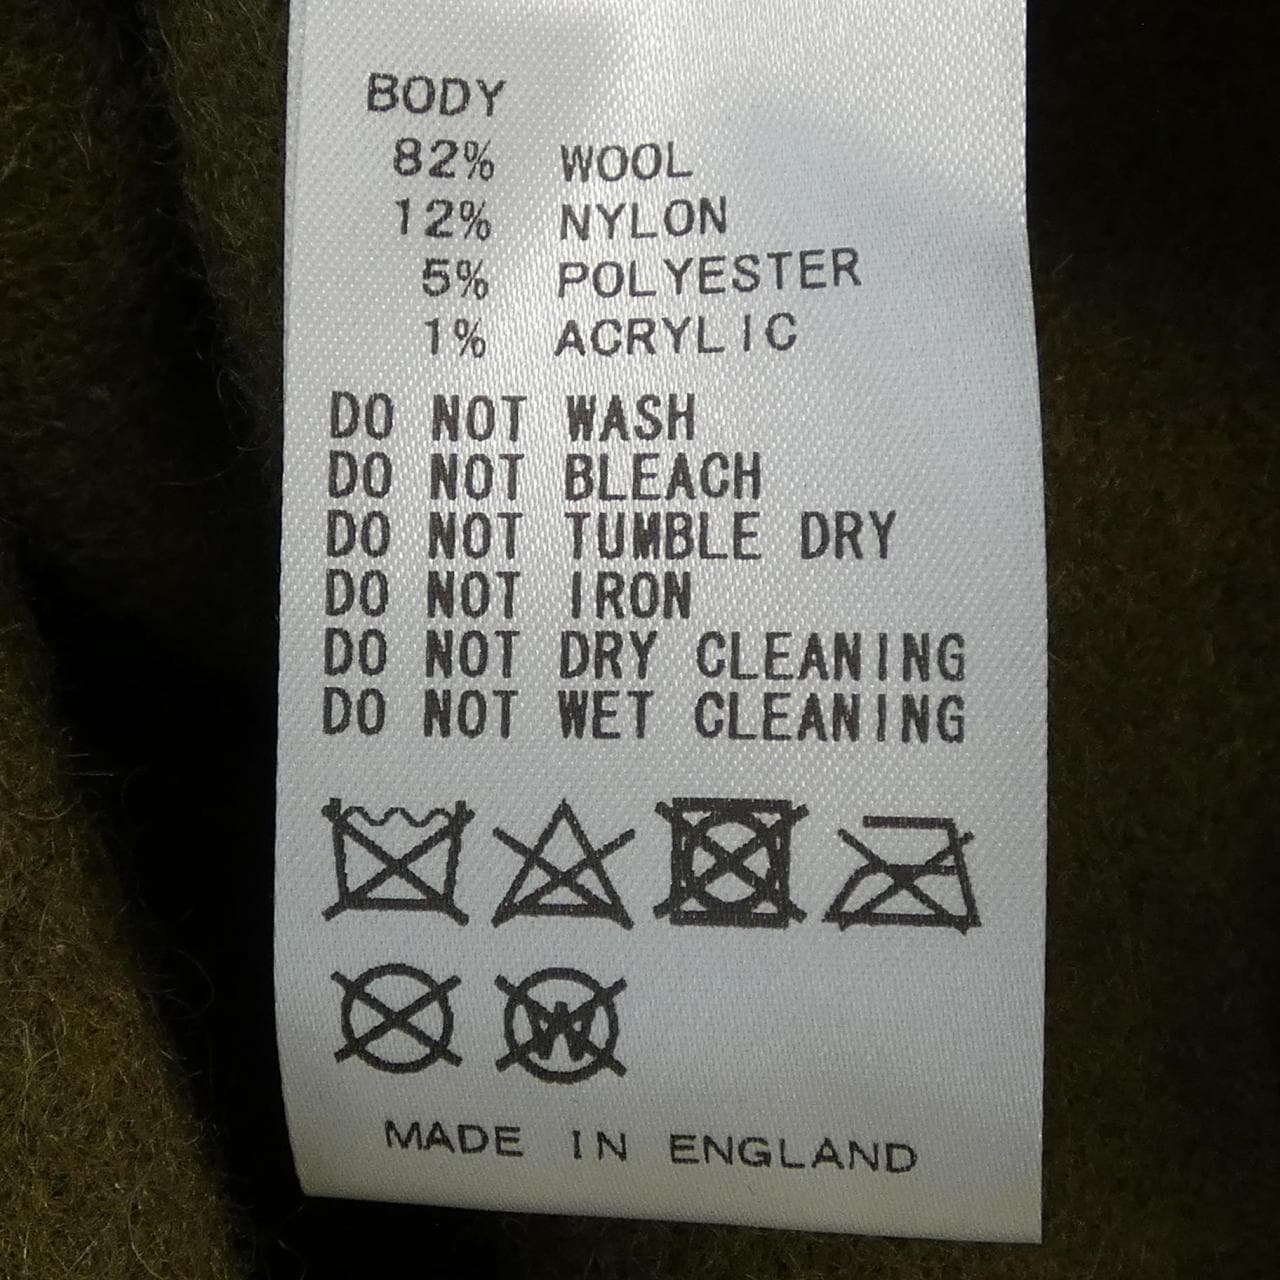 BODY
82% WOOL
12% NYLON
5% POLYESTER
1% ACRYLIC
DO NOT WASH
DO NOT BLEACH
DO NOT TUMBLE DRY
DO NOT IRON
DO NOT DRY CLEANING
DO NOT WET CLEANING
W
MADE IN ENGLAND